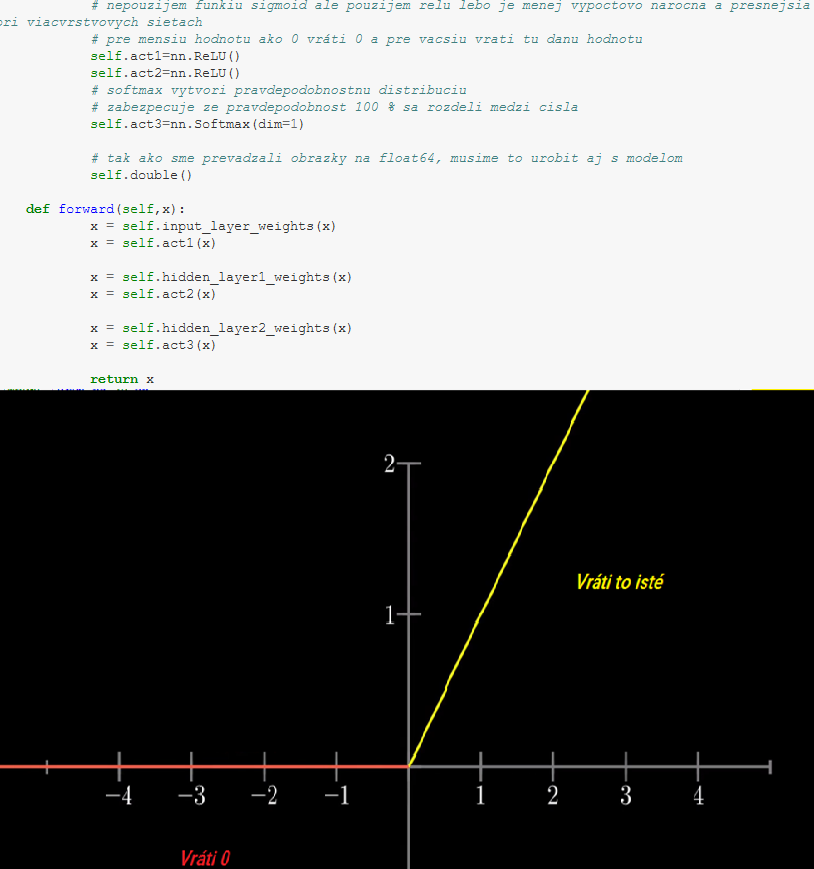 # nepouzijem funkiu sigmoid ale pouzijem relu lebo je menej vypoctovo narocna a presnejsia
pri viacvrstvovych sietach
# pre mensiu hodnotu ako 0 vráti 0 a pre vacsiu vrati tu danu hodnotu
self.act1=nn.ReLU()
self.act2=nn.ReLU()
# softmax vytvori pravdepodobnostnu distribuciu
# zabezpecuje ze pravdepodobnost 100 % sa rozdeli medzi cisla
self.act3=nn.Softmax(dim=1)
# tak ako sme prevadzali obrazky na float64, musime to urobit aj s modelom
self.double()
def forward(self,x):
x = self.input_layer_weights(x)
x = self.act1(x)
x = self.hidden_layer1_weights(x)
x = self.act2(x)
x = self.hidden_layer2_weights(x)
x = self.act3(x)
return x
2
Vráti to isté
1
−4 −3 −2 −1 1 2 3 4
Vráti 0